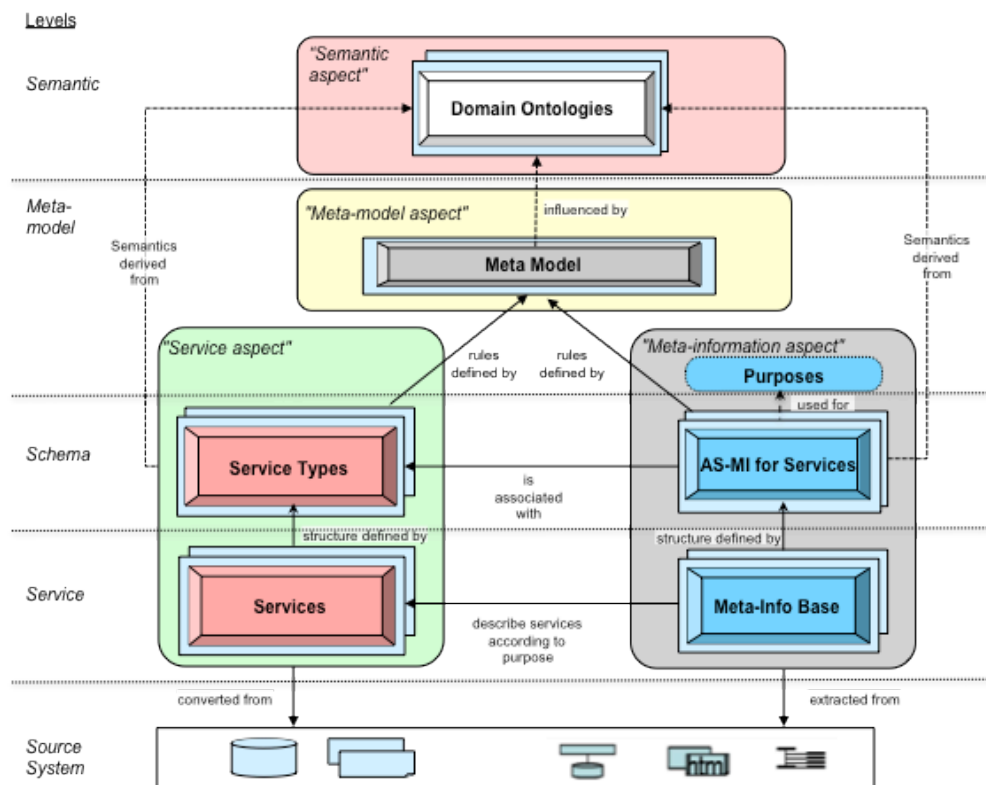 Levels
"Semantic
aspect"
Semantic
Domain Ontologies
Meta-
model
"Meta-model aspect"
influenced by
Semantics
derived
from
Semantics
derived
from
Meta Model
"Service aspect"
rules
defined by
rules
defined by
"Meta-information aspect"
Purposes
used for
Schema
Service Types
AS-MI for Services
is
associated
with
structure defined by
structure defined by
Service
Services
Meta-Info Base
describe services
according to
purpose
converted from
extracted from
Source
System
html